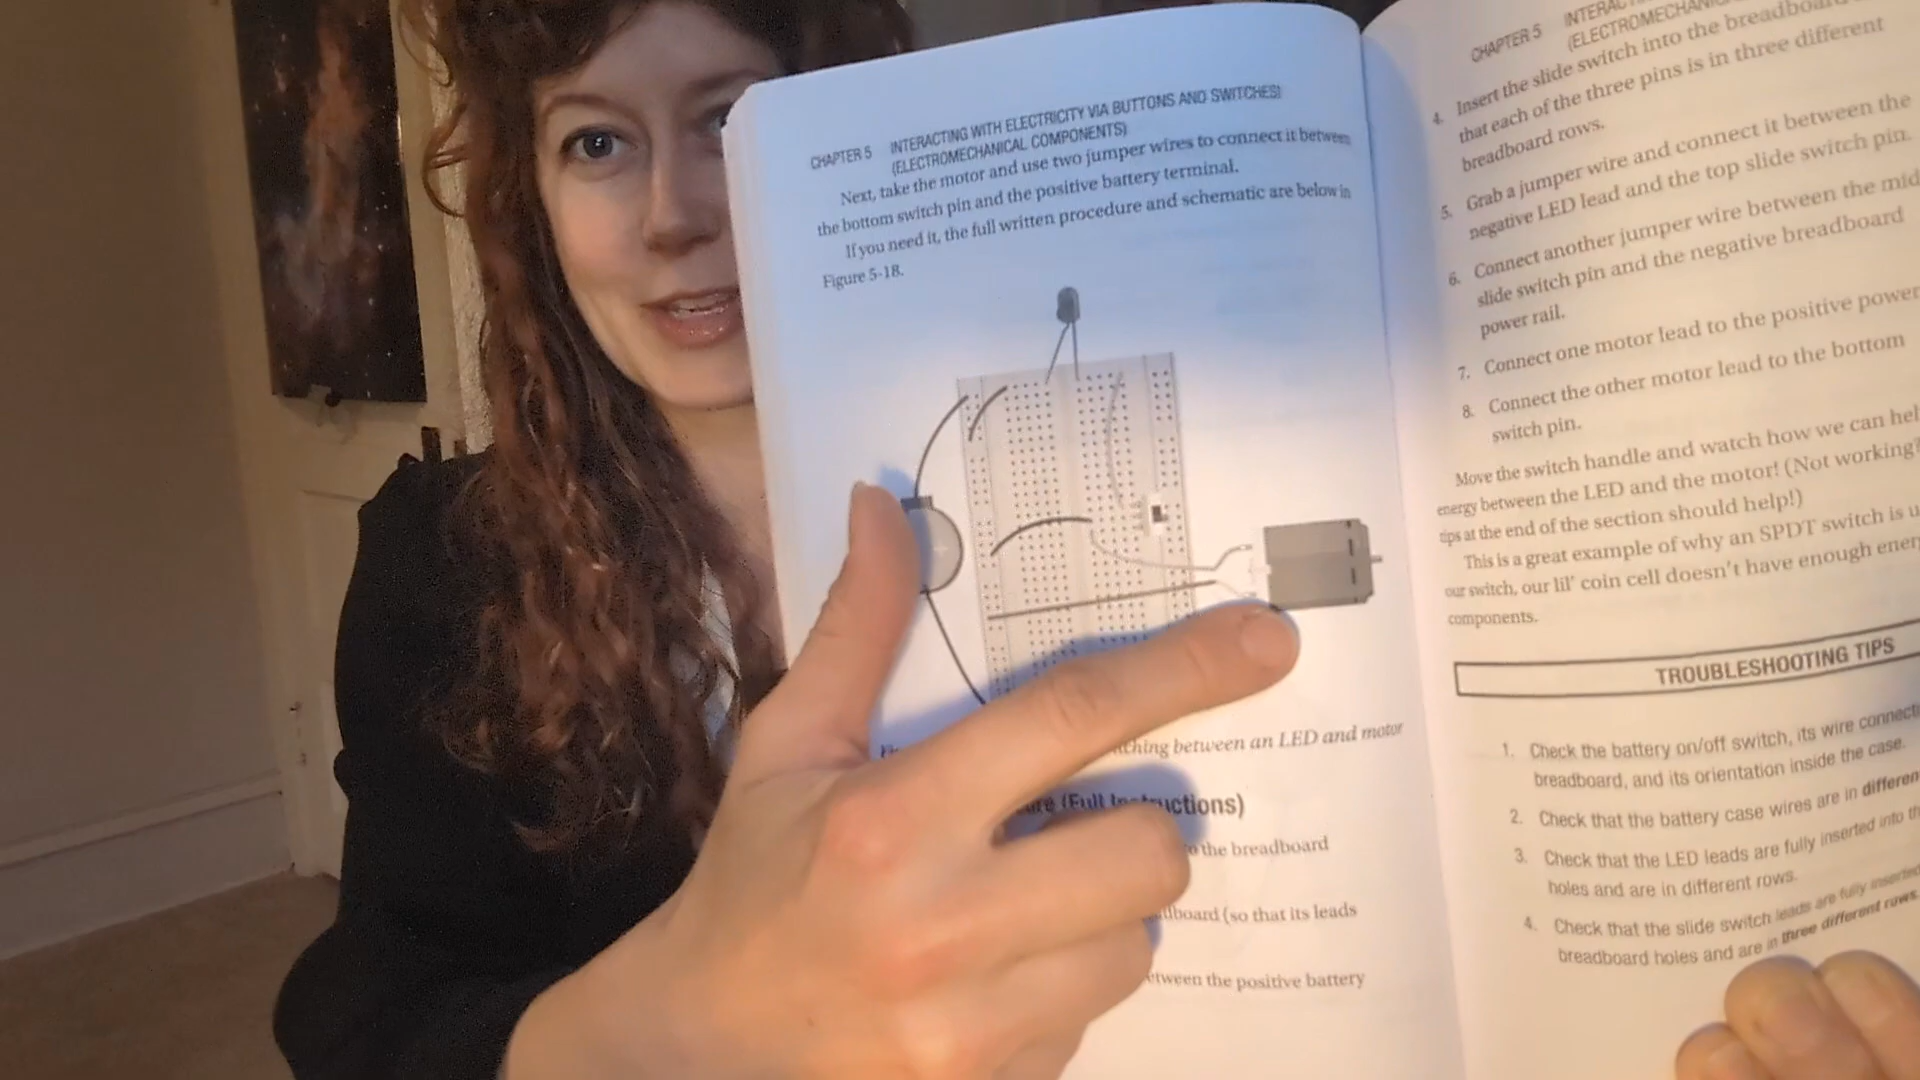 CHAPTER 5 INTERACTING WITH ELECTRICITY VIA BUTTONS AND SWITCHES
(ELECTROMECHANICAL COMPONENTS)
Next, take the motor and use two jumper wires to connect it between
the bottom switch pin and the positive battery terminal.
If you need it, the full written procedure and schematic are below in
Figure 5-18.
ching between an LED and motor
(Full Instructions)
the breadboard
(so that its leads
the positive battery
CHAPTER 5
4. Insert the slide switch into the
that each of the three pins is in three different
breadboard rows.
5. Grab a jumper wire and connect it between the
negative LED lead and the top slide switch pin.
6. Connect another jumper wire between the mid
slide switch pin and the negative breadboard
power rail.
7. Connect one motor lead to the positive power
8. Connect the other motor lead to the bottom
switch pin.
Move the switch handle and watch how we can hel
energy between the LED and the motor! (Not working?
tips at the end of the section should help!)
This is a great example of why an SPDT switch is u
our switch, our lil' coin cell doesn't have enough ener
components.
TROUBLESHOOTING TIPS
1. Check the battery on/off switch, its wire connecti
breadboard, and its orientation inside the case.
2. Check that the battery case wires are in differen
3. Check that the LED leads are fully inserted into th
holes and are in different rows.
4. Check that the slide switch leads are fully inserted
breadboard holes and are in three different rows.